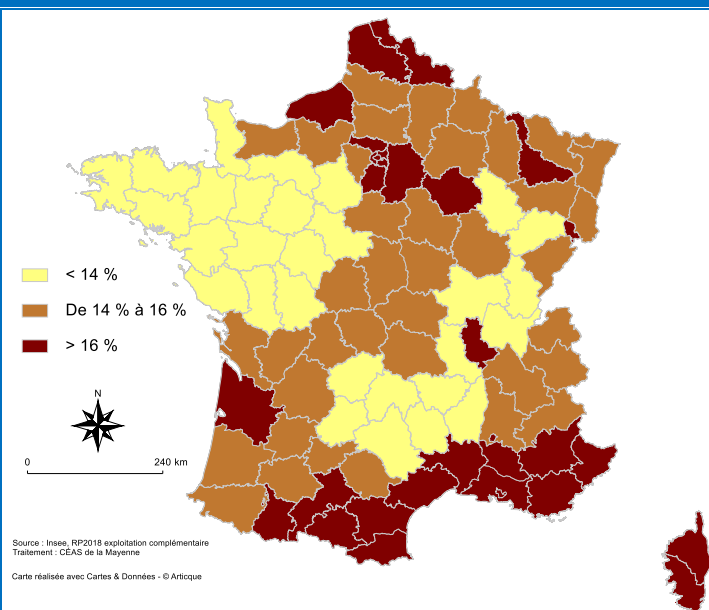 < 14 %
De 14 % à 16 %
> 16 %
N
0 240 km
Source : Insee, RP2018 exploitation complémentaire
Traitement : CÉAS de la Mayenne
Carte réalisée avec Cartes & Données - © Articque